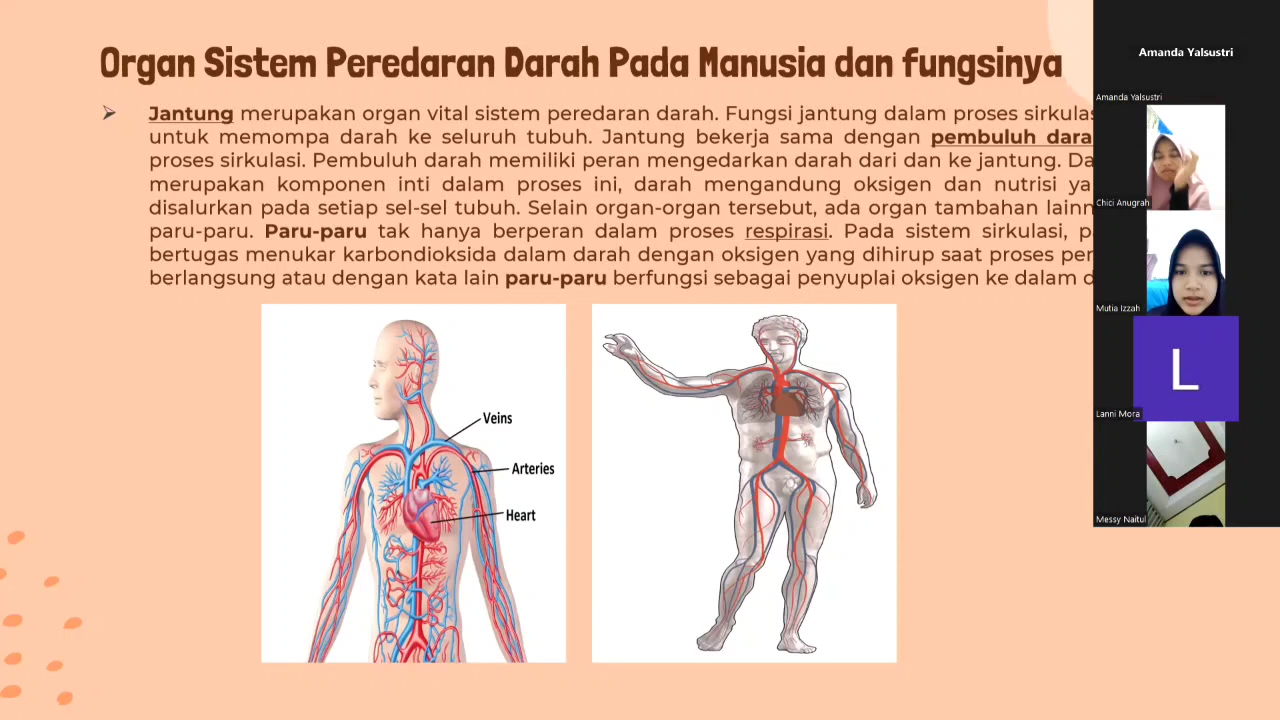 Organ Sistem Peredaran Darah Pada Manusia dan fungsinya
Jantung merupakan organ vital sistem peredaran darah. Fungsi jantung dalam proses
untuk memompa darah ke seluruh tubuh. Jantung bekerja sama dengan pembuluh
proses sirkulasi. Pembuluh darah memiliki peran mengedarkan darah dari dan ke jantung.
merupakan komponen inti dalam proses ini, darah mengandung oksigen dan nutrisi
disalurkan pada setiap sel-sel tubuh. Selain organ-organ tersebut, ada organ tambahan
paru-paru. Paru-paru tak hanya berperan dalam proses respirasi. Pada sistem sirkulasi,
bertugas menukar karbondioksida dalam darah dengan oksigen yang dihirup saat proses
berlangsung atau dengan kata lain paru-paru berfungsi sebagai penyuplai oksigen ke dalam
Veins
Arteries
Heart
Amanda Yalsustri
Amanda Yalsustri
Chici Anugrah
Mutia Izzah
L
Lanni Mora
Messy Naitul